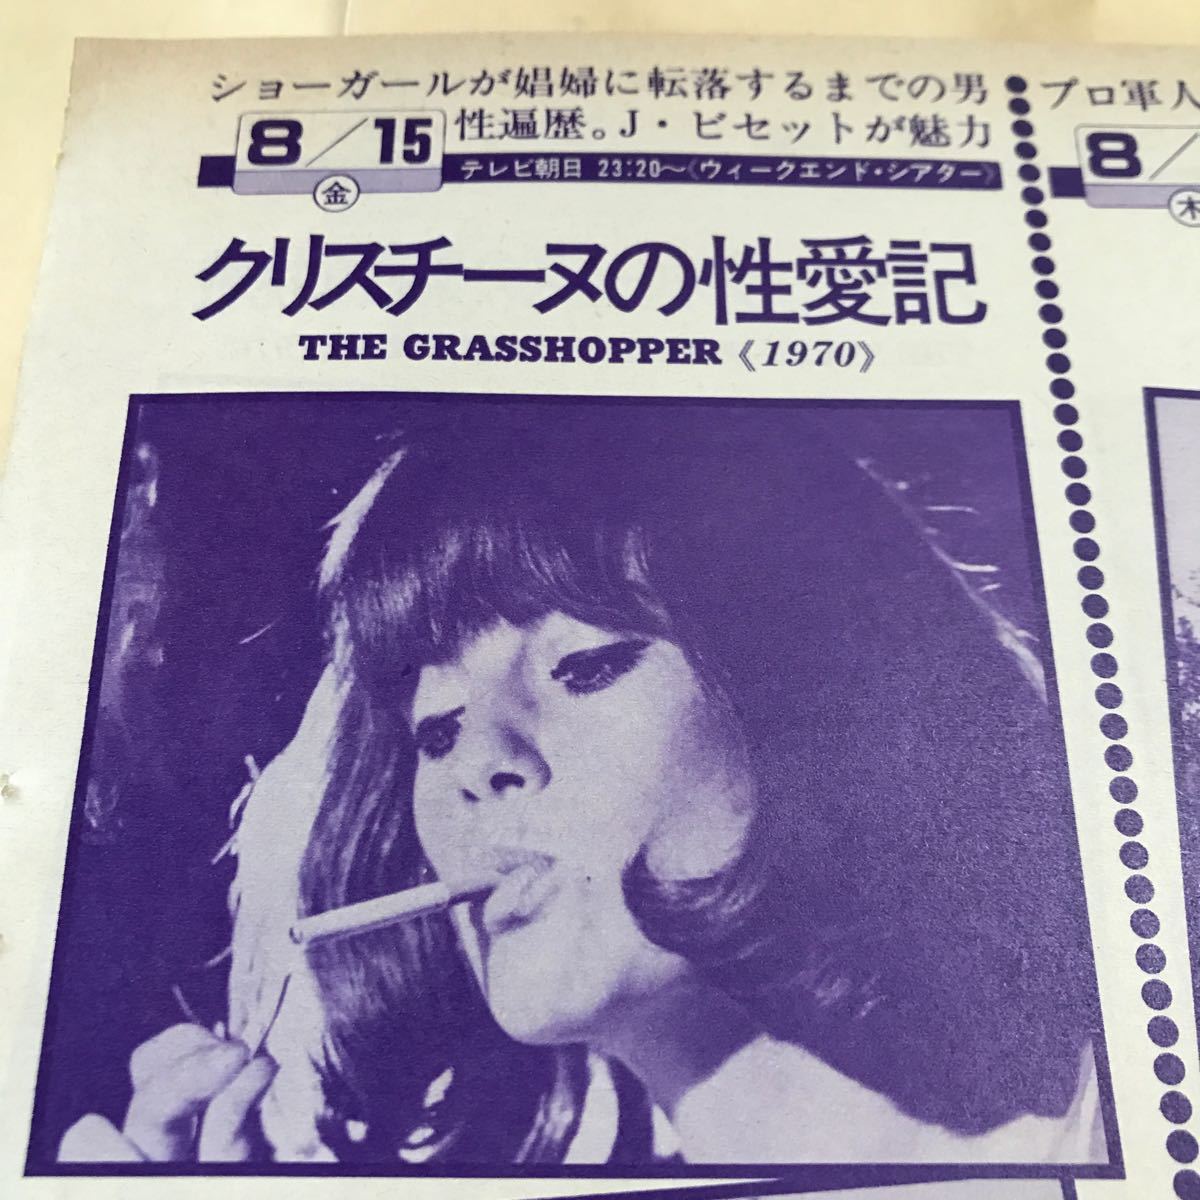 ショーガールが娼婦に転落するまでの男
性遍歴。J・ビセットが魅力
8/15
金
テレビ朝日 23:20〜《ウィークエンド・シアター》
クリスチーヌの性愛記
THE GRASSHOPPER 《1970》
プロ軍人
8/
木